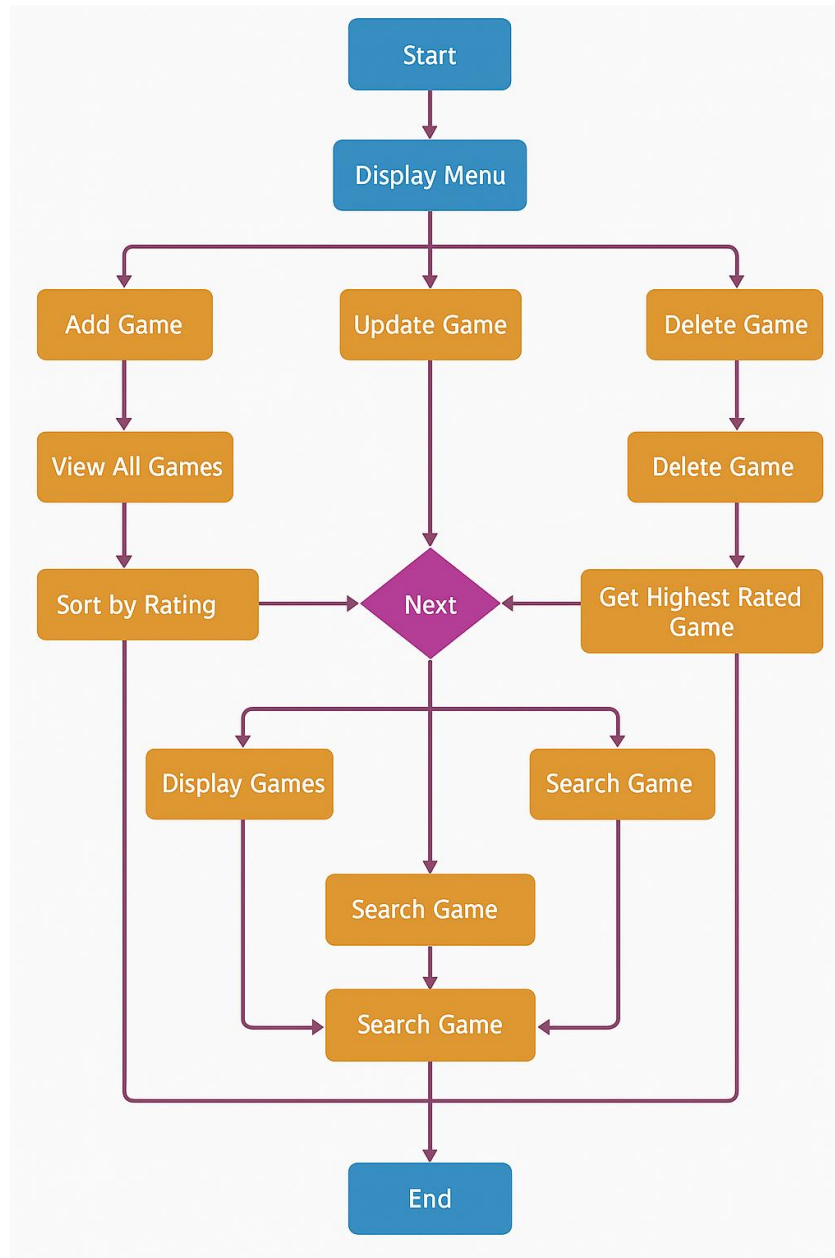 Start
Display Menu
Add Game
Update Game
Delete Game
View All Games
Delete Game
Sort by Rating
Next
Get Highest Rated
Game
Display Games
Search Game
Search Game
Search Game
End